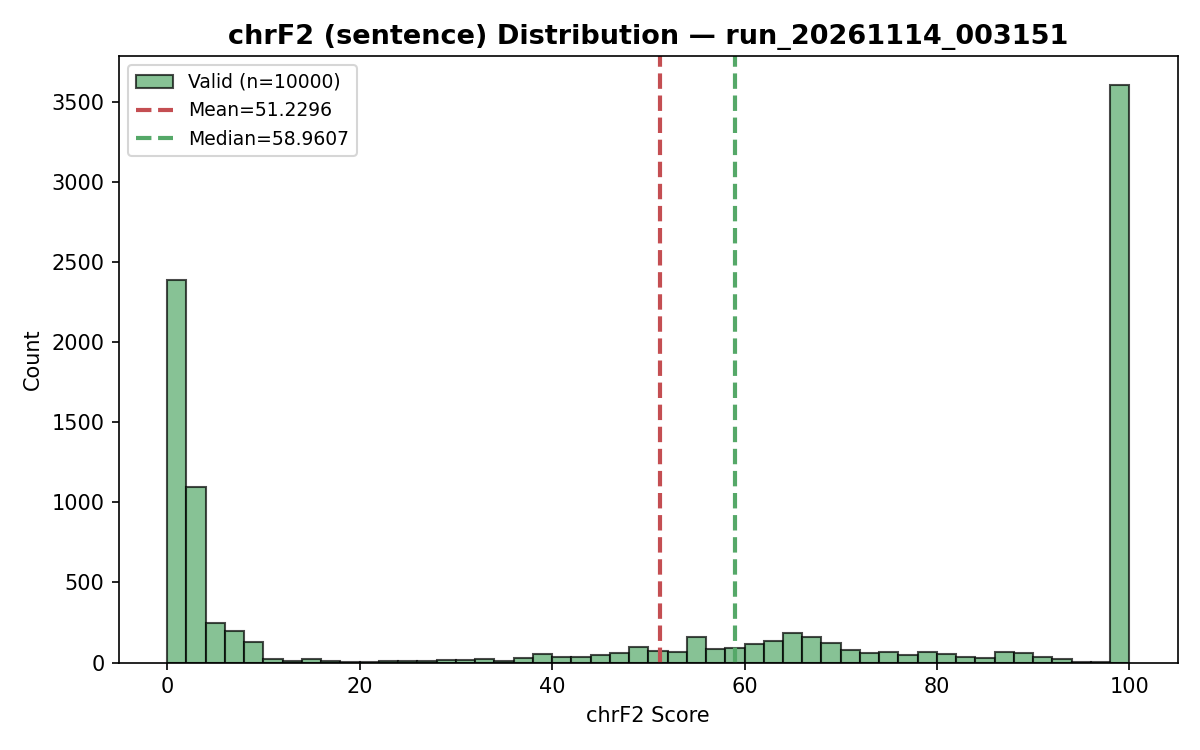 chrF2 (sentence) Distribution — run_20261114_003151
Valid (n=10000)
Mean=51.2296
Median=58.9607
Count
3500
3000
2500
2000
1500
1000
500
0
0 20 40 60 80 100
chrF2 Score